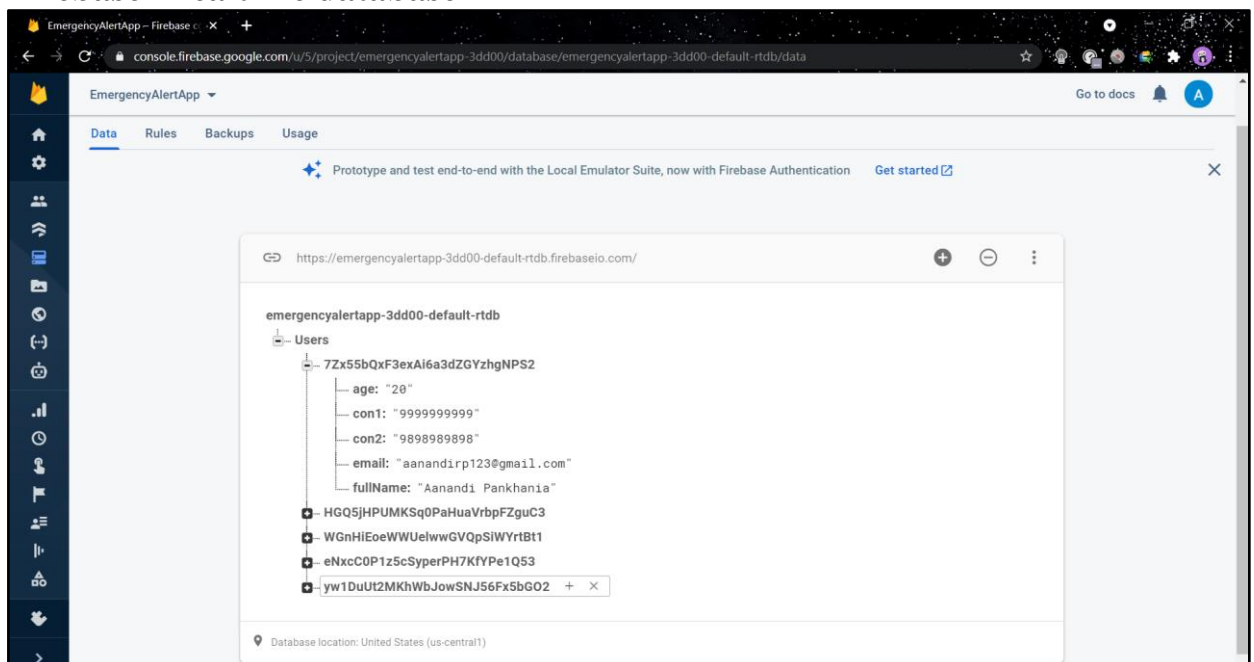 EmergencyAlertApp – Firebase c
console.firebase.google.com/u/5/project/emergencyalertapp-3dd00/database/emergencyalertapp-3dd00-default-rtdb/data
EmergencyAlertApp
Go to docs
A
Data Rules Backups Usage
Prototype and test end-to-end with the Local Emulator Suite, now with Firebase Authentication Get started
https://emergencyalertapp-3dd00-default-rtdb.firebaseio.com/
emergencyalertapp-3dd00-default-rtdb
Users
7Zx55bQxF3exAi6a3dZGYzhgNPS2
age: "20"
con1: "9999999999"
con2: "9898989898"
email: "aanandirp123@gmail.com"
fullName: "Aanandi Pankhania"
HGQ5jHPUMKSq0PaHuaVrbpFZguC3
WGnHiEoeWWUelwwGVQpSiWYrtBt1
eNxcC0P1z5cSyperPH7KfYPe1Q53
yw1DuUt2MKhWbJowSNJ56Fx5bGO2
Database location: United States (us-central1)